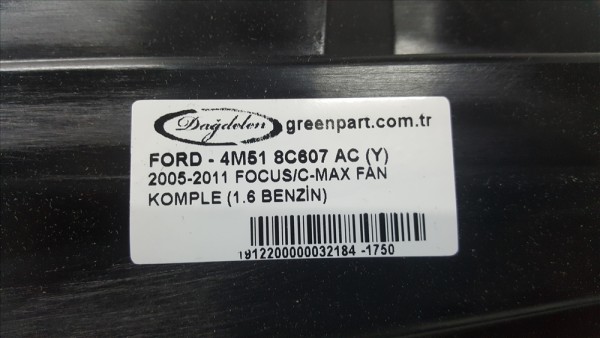 Dağdelen greenpart.com.tr
FORD - 4M51 8C607 AC (Y)
2005-2011 FOCUS/C-MAX FAN
KOMPLE (1.6 BENZİN)
1912200000032184 -1750